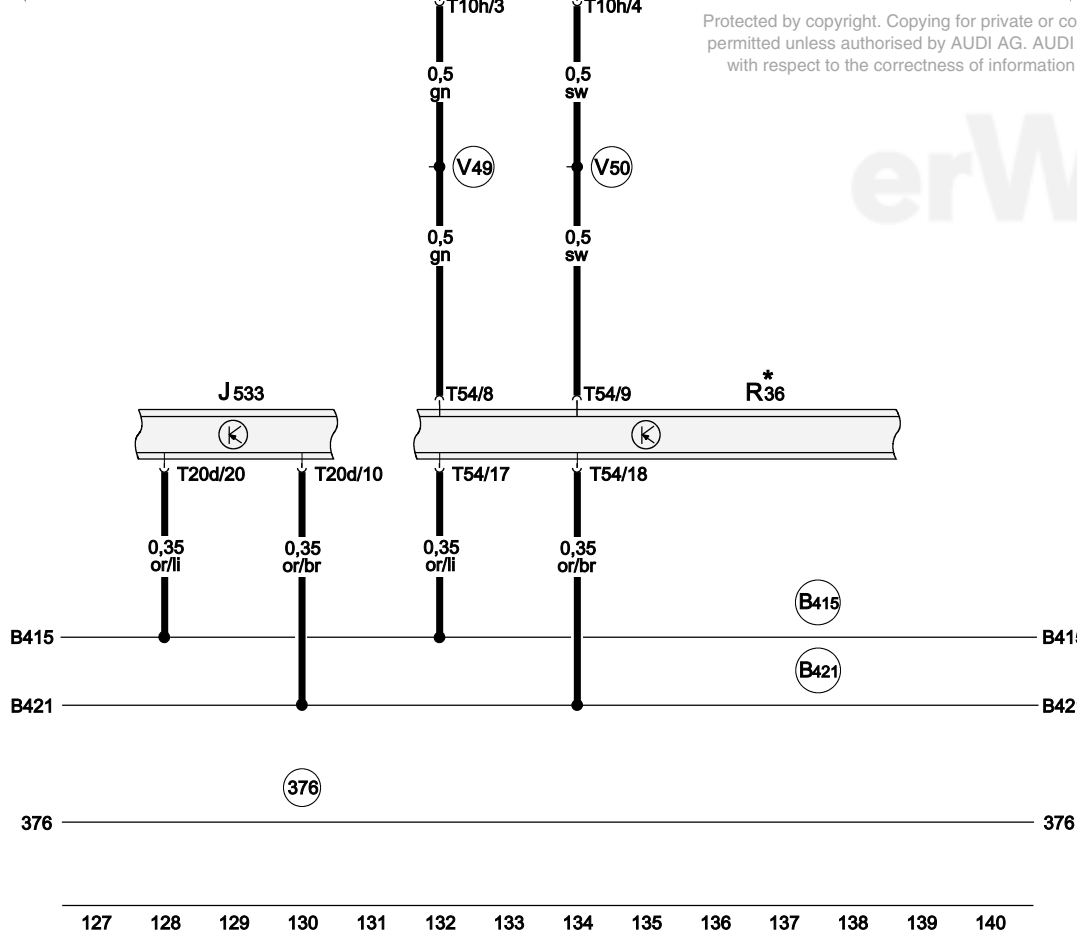 T10h/3 T10h/4
Protected by copyright. Copying for private or co
permitted unless authorised by AUDI AG. AUDI
with respect to the correctness of information
0,5 0,5
gn sw
V49 V50
erW
0,5 0,5
gn sw
J533 T54/8 T54/9 R36*
T20d/20 T20d/10 T54/17 T54/18
0,35 0,35 0,35 0,35
or/li or/br or/li or/br
B415
B415 B415
B421
B421 B42
376
376 376
127 128 129 130 131 132 133 134 135 136 137 138 139 140